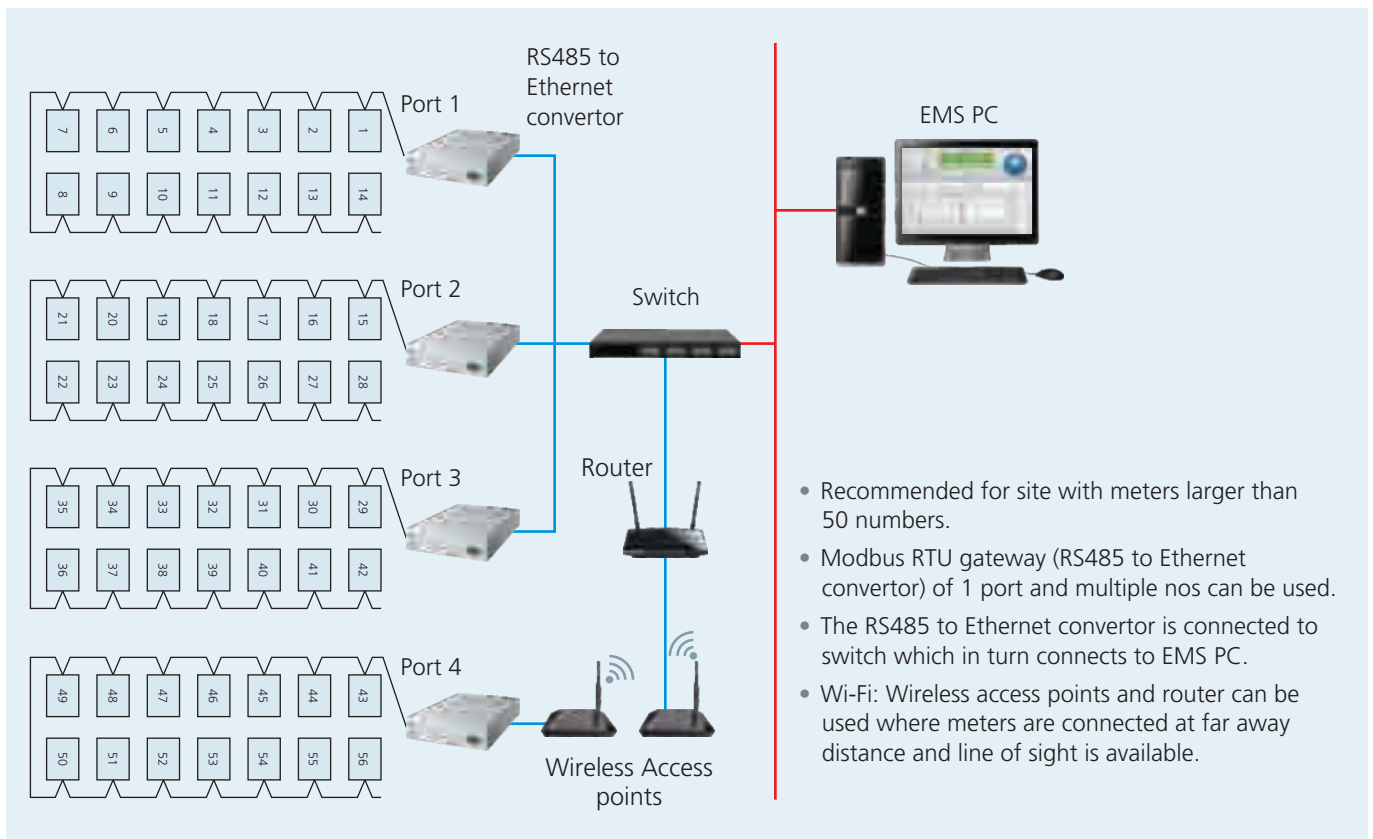 RS485 to
Ethernet
convertor
Port 1
7 6 5 4 3 2 1
8 9 10 11 12 13 14
EMS PC
Port 2
21 20 19 18 17 16 15
22 23 24 25 26 27 28
Switch
Port 3
35 34 33 32 31 30 29
36 37 38 39 40 41 42
Router
Port 4
49 48 47 46 45 44 43
50 51 52 53 54 55 56
Wireless Access
points
• Recommended for site with meters larger than
50 numbers.
• Modbus RTU gateway (RS485 to Ethernet
convertor) of 1 port and multiple nos can be used.
• The RS485 to Ethernet convertor is connected to
switch which in turn connects to EMS PC.
• Wi-Fi: Wireless access points and router can be
used where meters are connected at far away
distance and line of sight is available.